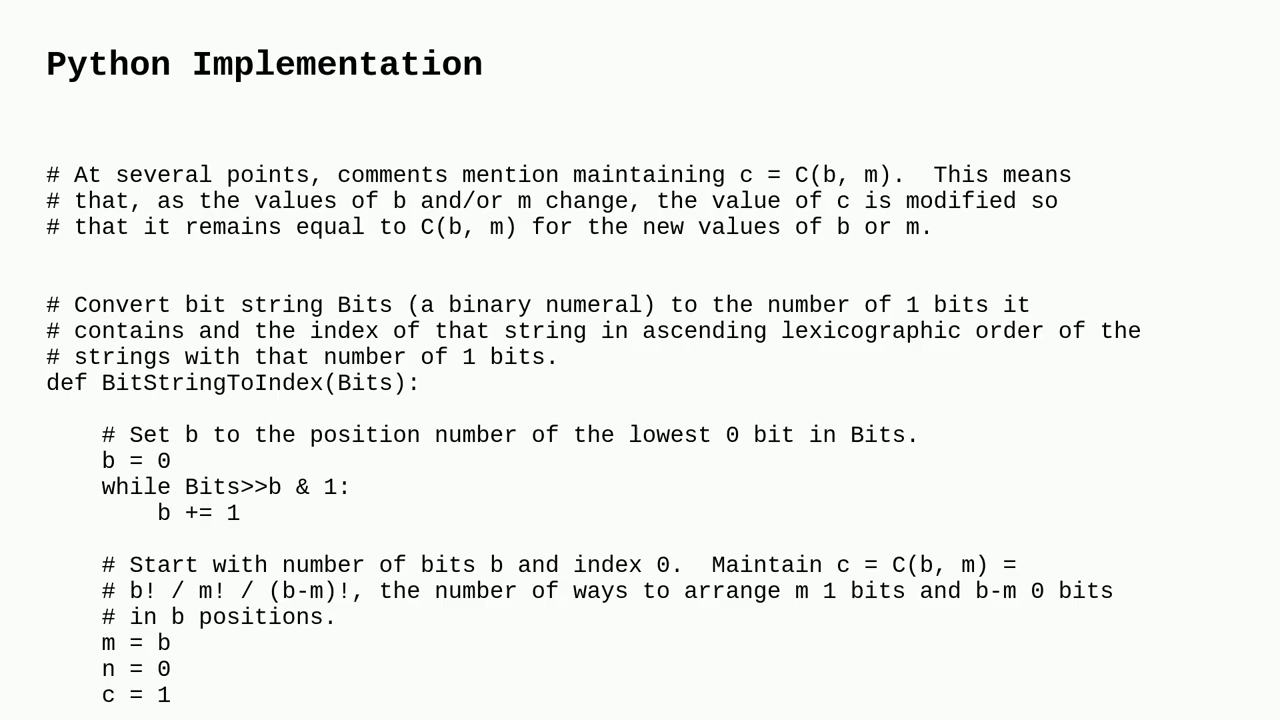 Python Implementation
# At several points, comments mention maintaining c = C(b, m).  This means
# that, as the values of b and/or m change, the value of c is modified so
# that it remains equal to C(b, m) for the new values of b or m.
# Convert bit string Bits (a binary numeral) to the number of 1 bits it
# contains and the index of that string in ascending lexicographic order of the
# strings with that number of 1 bits.
def BitStringToIndex(Bits):
    # Set b to the position number of the lowest 0 bit in Bits.
    b = 0
    while Bits>>b & 1:
        b += 1
    # Start with number of bits b and index 0.  Maintain c = C(b, m) =
    # b! / m! / (b-m)!, the number of ways to arrange m 1 bits and b-m 0 bits
    # in b positions.
    m = b
    n = 0
    c = 1